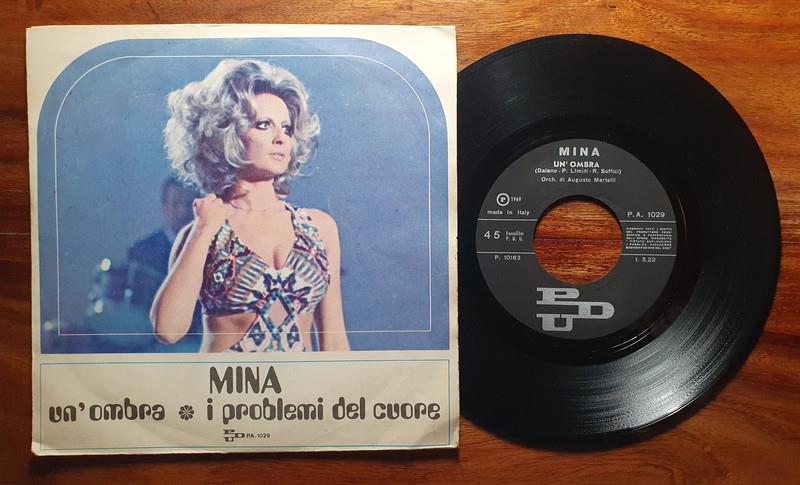 MINA
un'ombra ❋ i problemi del cuore
PDU P.A. 1029
MINA
UN' OMBRA
(Daiano - P. Limiti - R. Soffici)
Orch. di Augusto Martelli
P 1969
made in Italy
P.A. 1029
45 Fonofilm
P. D. U.
P. 10163
t. 3,22
PDU